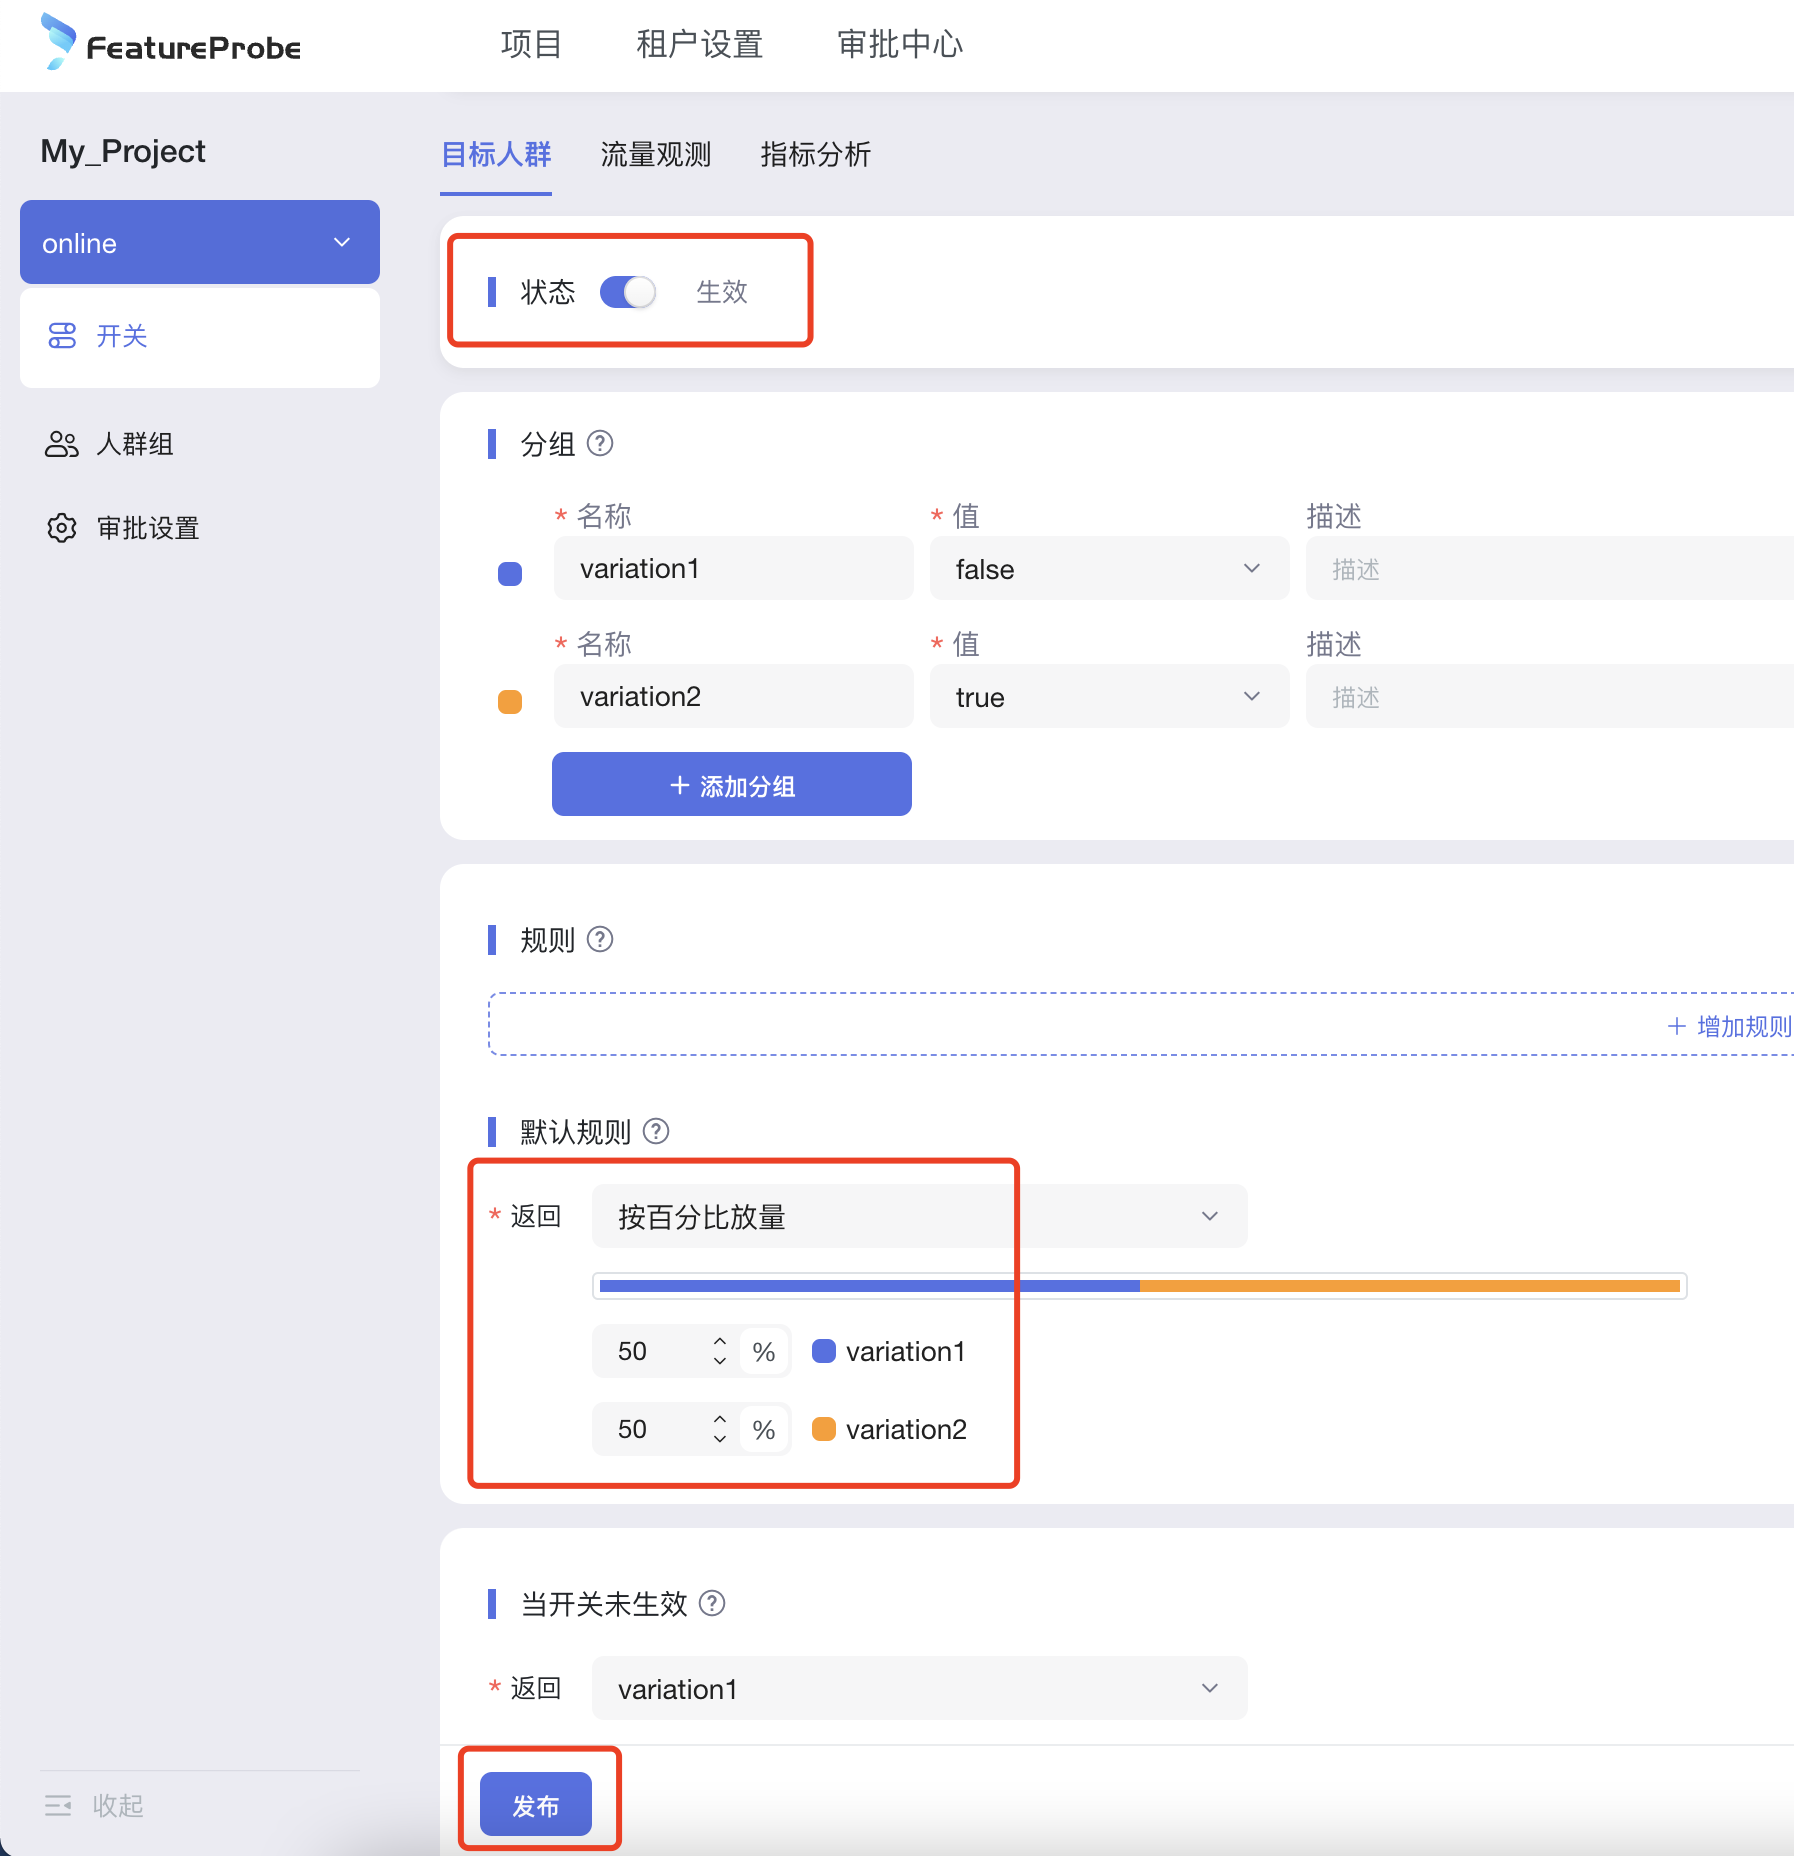 FeatureProbe
项目 租户设置 审批中心
My_Project
online
开关
人群组
审批设置
收起
目标人群 流量观测 指标分析
状态 生效
分组 ?
* 名称 * 值 描述
variation1 false 描述
* 名称 * 值 描述
variation2 true 描述
+ 添加分组
规则 ?
+ 增加规则
默认规则 ?
* 返回 按百分比放量
50 % variation1
50 % variation2
当开关未生效 ?
* 返回 variation1
发布